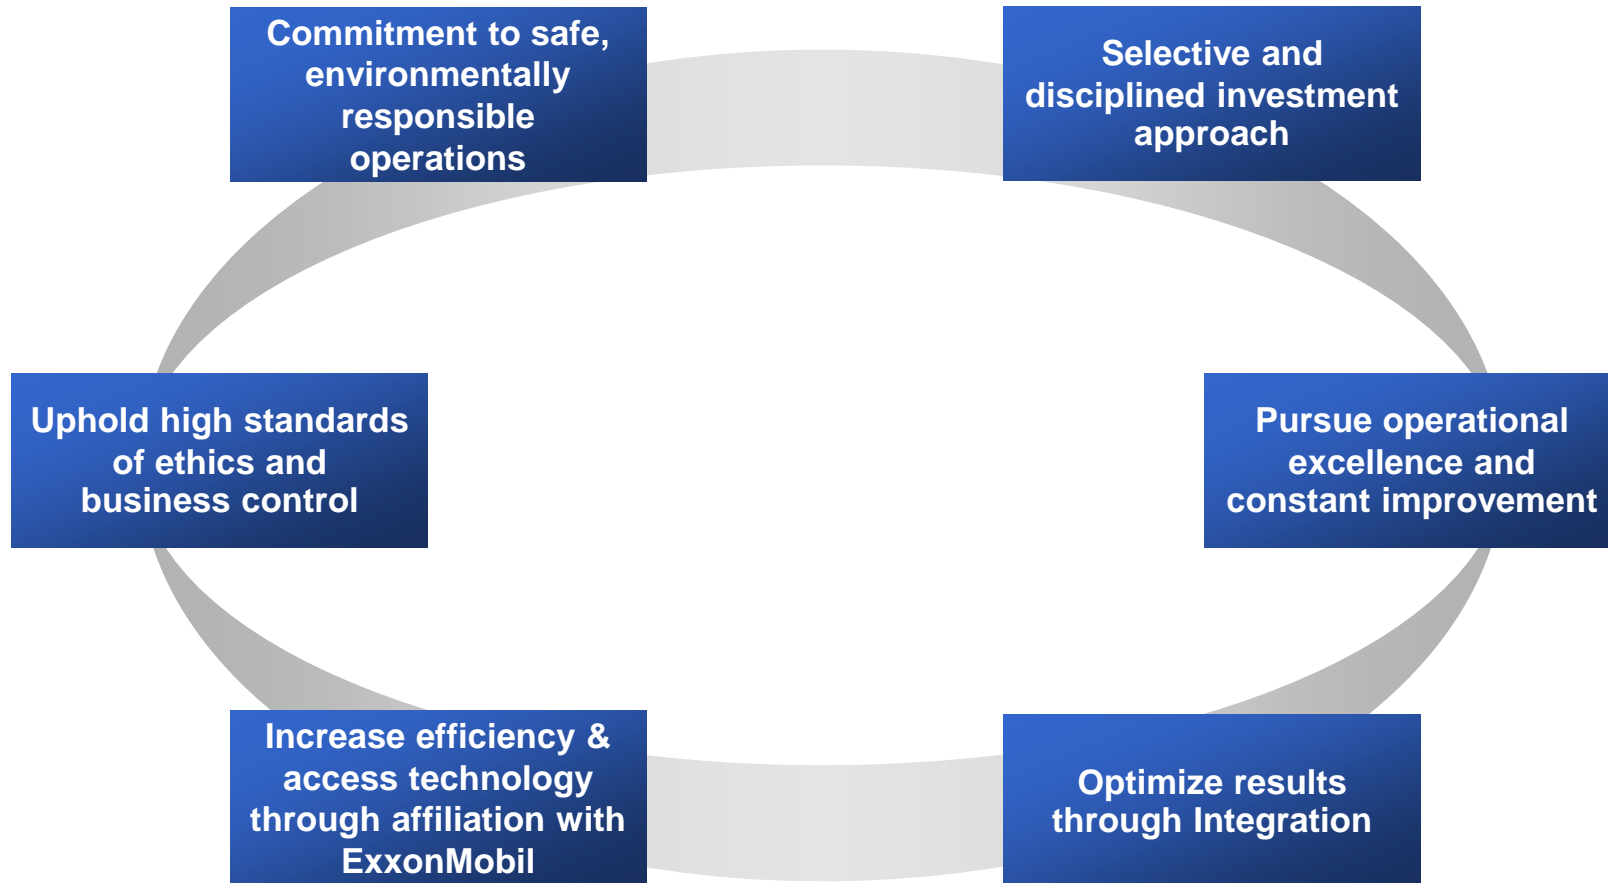 Commitment to safe,
environmentally
responsible
operations
Selective and
disciplined investment
approach
Uphold high standards
of ethics and
business control
Pursue operational
excellence and
constant improvement
Increase efficiency &
access technology
through affiliation with
ExxonMobil
Optimize results
through Integration